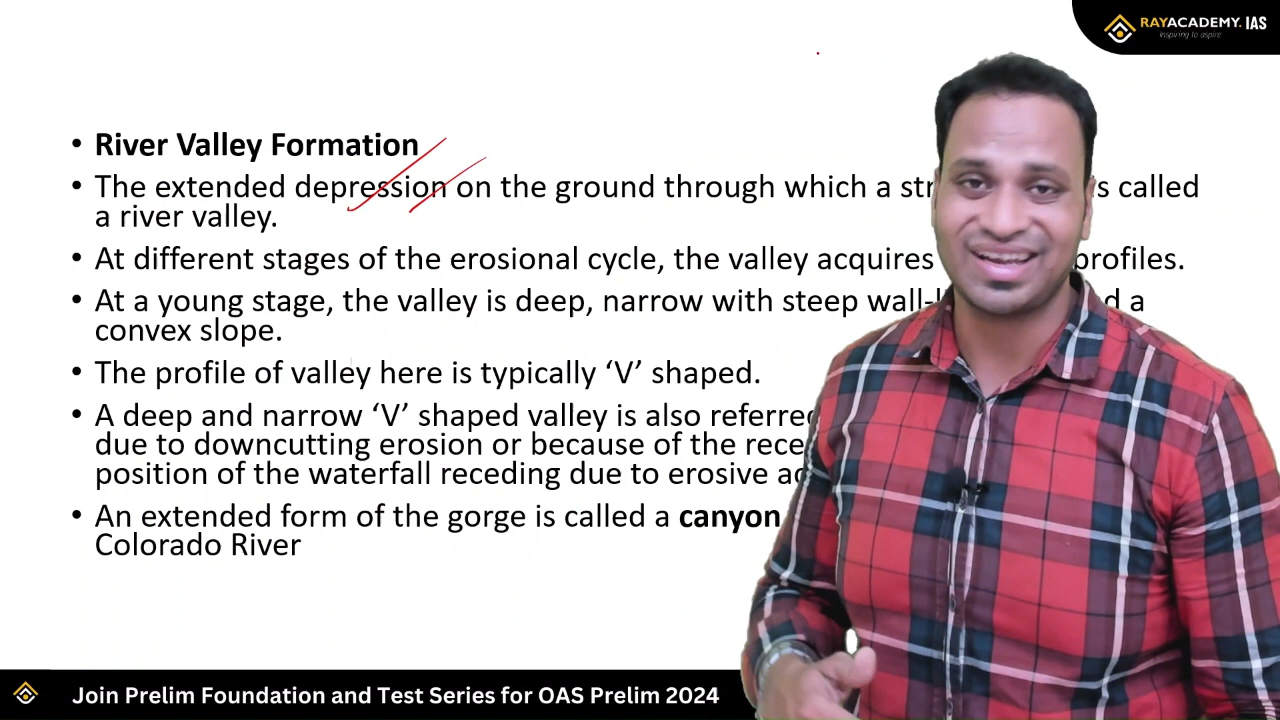 RAYACADEMY. IAS
Inspiring to aspire
• River Valley Formation
• The extended depression on the ground through which a str s called
a river valley.
• At different stages of the erosional cycle, the valley acquires profiles.
• At a young stage, the valley is deep, narrow with steep wall- d a
convex slope.
• The profile of valley here is typically ‘V’ shaped.
• A deep and narrow ‘V’ shaped valley is also referred
due to downcutting erosion or because of the rece
position of the waterfall receding due to erosive
• An extended form of the gorge is called a canyon
Colorado River
Join Prelim Foundation and Test Series for OAS Prelim 2024